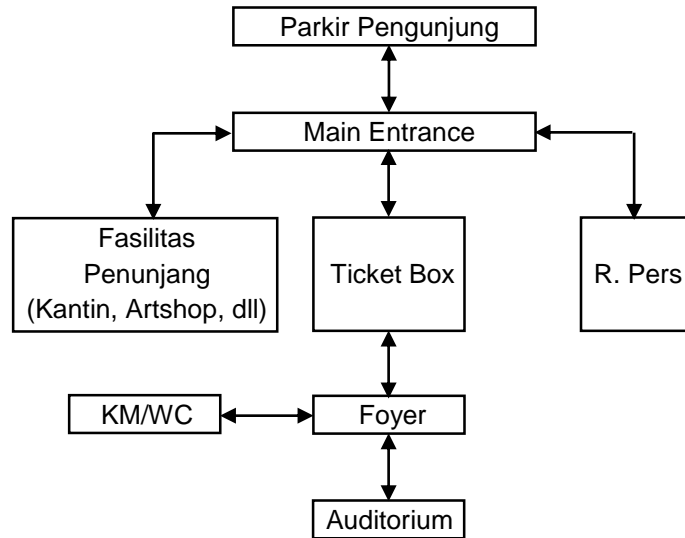 Parkir Pengunjung
Main Entrance
Fasilitas
Penunjang
(Kantin, Artshop, dll)
Ticket Box
R. Pers
KM/WC
Foyer
Auditorium